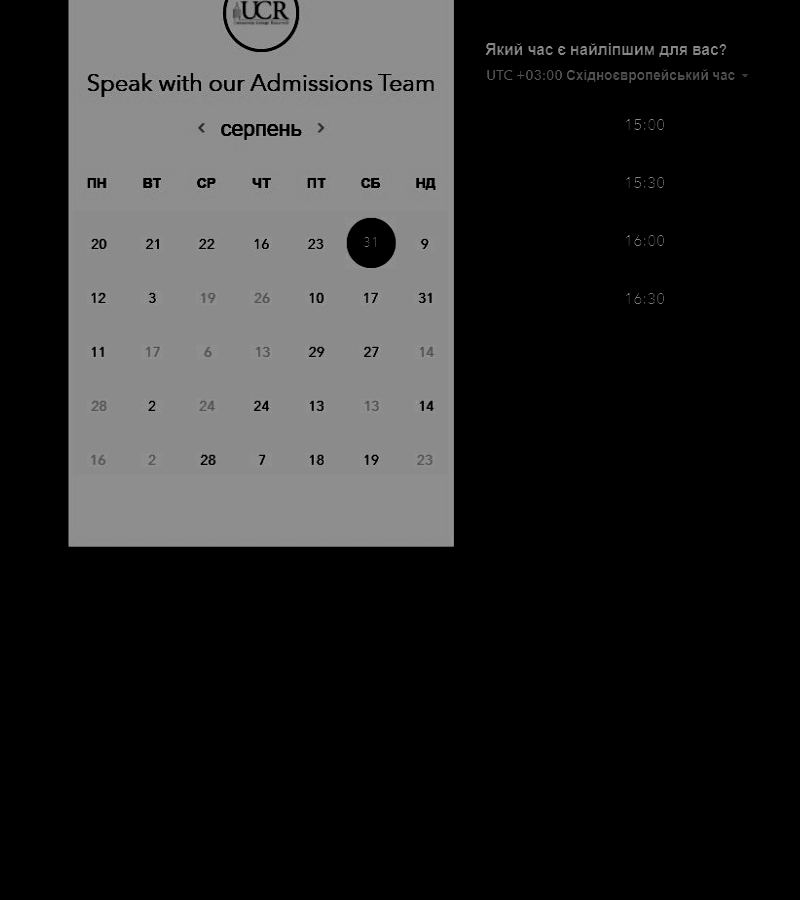 UCR
Speak with our Admissions Team
серпень
ПН ВТ СР ЧТ ПТ СБ НД
20 21 22 16 23 31 9
12 3 19 26 10 17 31
11 17 6 13 29 27 14
28 2 24 24 13 13 14
16 2 28 7 18 19 23
Який час є найліпшим для вас?
UTC +03:00 Східноєвропейський час
15:00
15:30
16:00
16:30